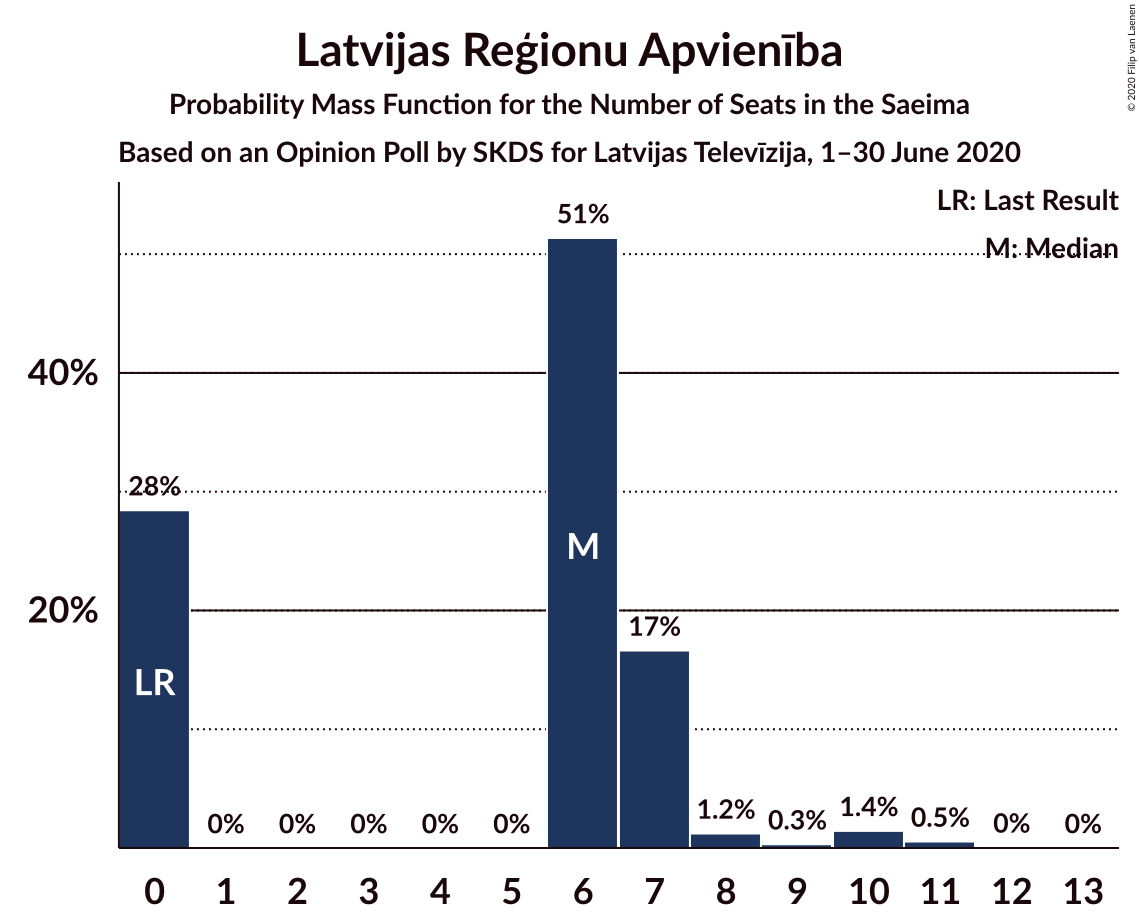 Latvijas Reģionu Apvienība
Probability Mass Function for the Number of Seats in the Saeima
Based on an Opinion Poll by SKDS for Latvijas Televīzija, 1–30 June 2020
© 2020 Filip van Laenen
LR: Last Result
M: Median
51%
40%
28%
M
20%
17%
LR
0% 0% 0% 0% 0% 1.2% 0.3% 1.4% 0.5% 0% 0%
0 1 2 3 4 5 6 7 8 9 10 11 12 13